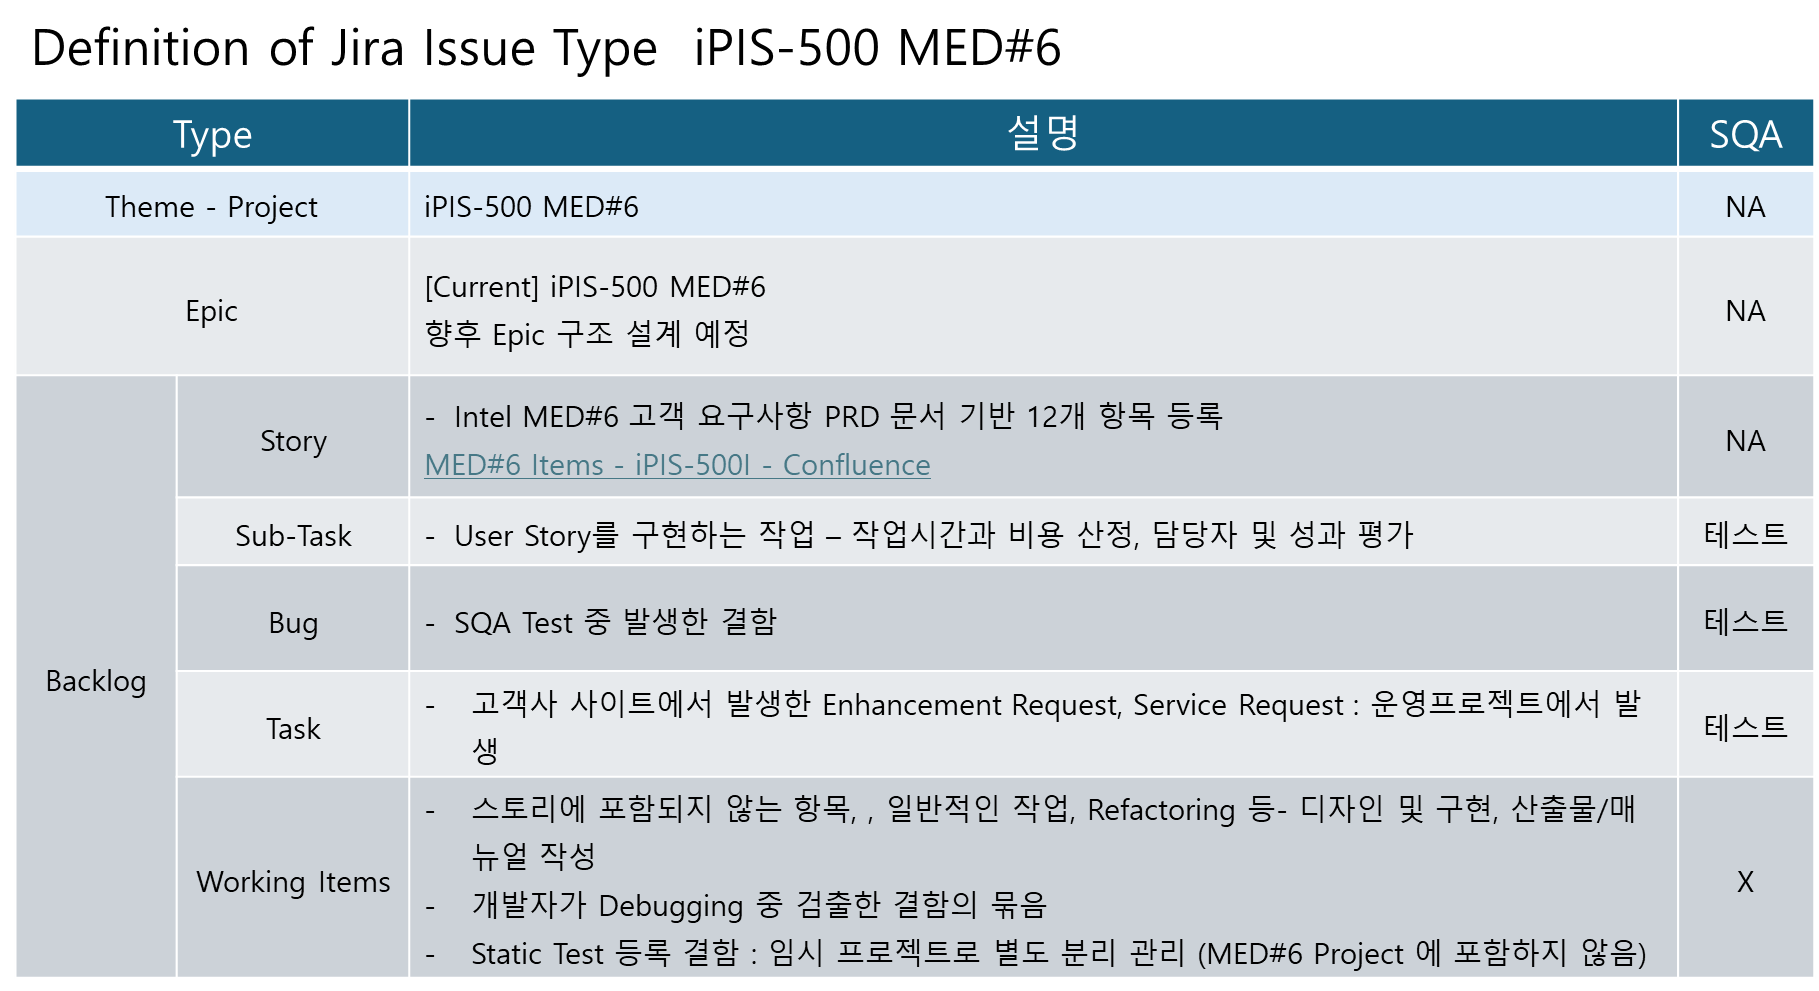 Definition of Jira Issue Type  iPIS-500 MED#6
Type
설명
SQA
Theme - Project
iPIS-500 MED#6
NA
Epic
[Current] iPIS-500 MED#6
향후 Epic 구조 설계 예정
NA
Backlog
Story
- Intel MED#6 고객 요구사항 PRD 문서 기반 12개 항목 등록
MED#6 Items - iPIS-500I - Confluence
NA
Sub-Task
- User Story를 구현하는 작업 – 작업시간과 비용 산정, 담당자 및 성과 평가
테스트
Bug
- SQA Test 중 발생한 결함
테스트
Task
- 고객사 사이트에서 발생한 Enhancement Request, Service Request : 운영프로젝트에서 발
생
테스트
Working Items
- 스토리에 포함되지 않는 항목, , 일반적인 작업, Refactoring 등- 디자인 및 구현, 산출물/매
뉴얼 작성
- 개발자가 Debugging 중 검출한 결함의 묶음
- Static Test 등록 결함 : 임시 프로젝트로 별도 분리 관리 (MED#6 Project 에 포함하지 않음)
X